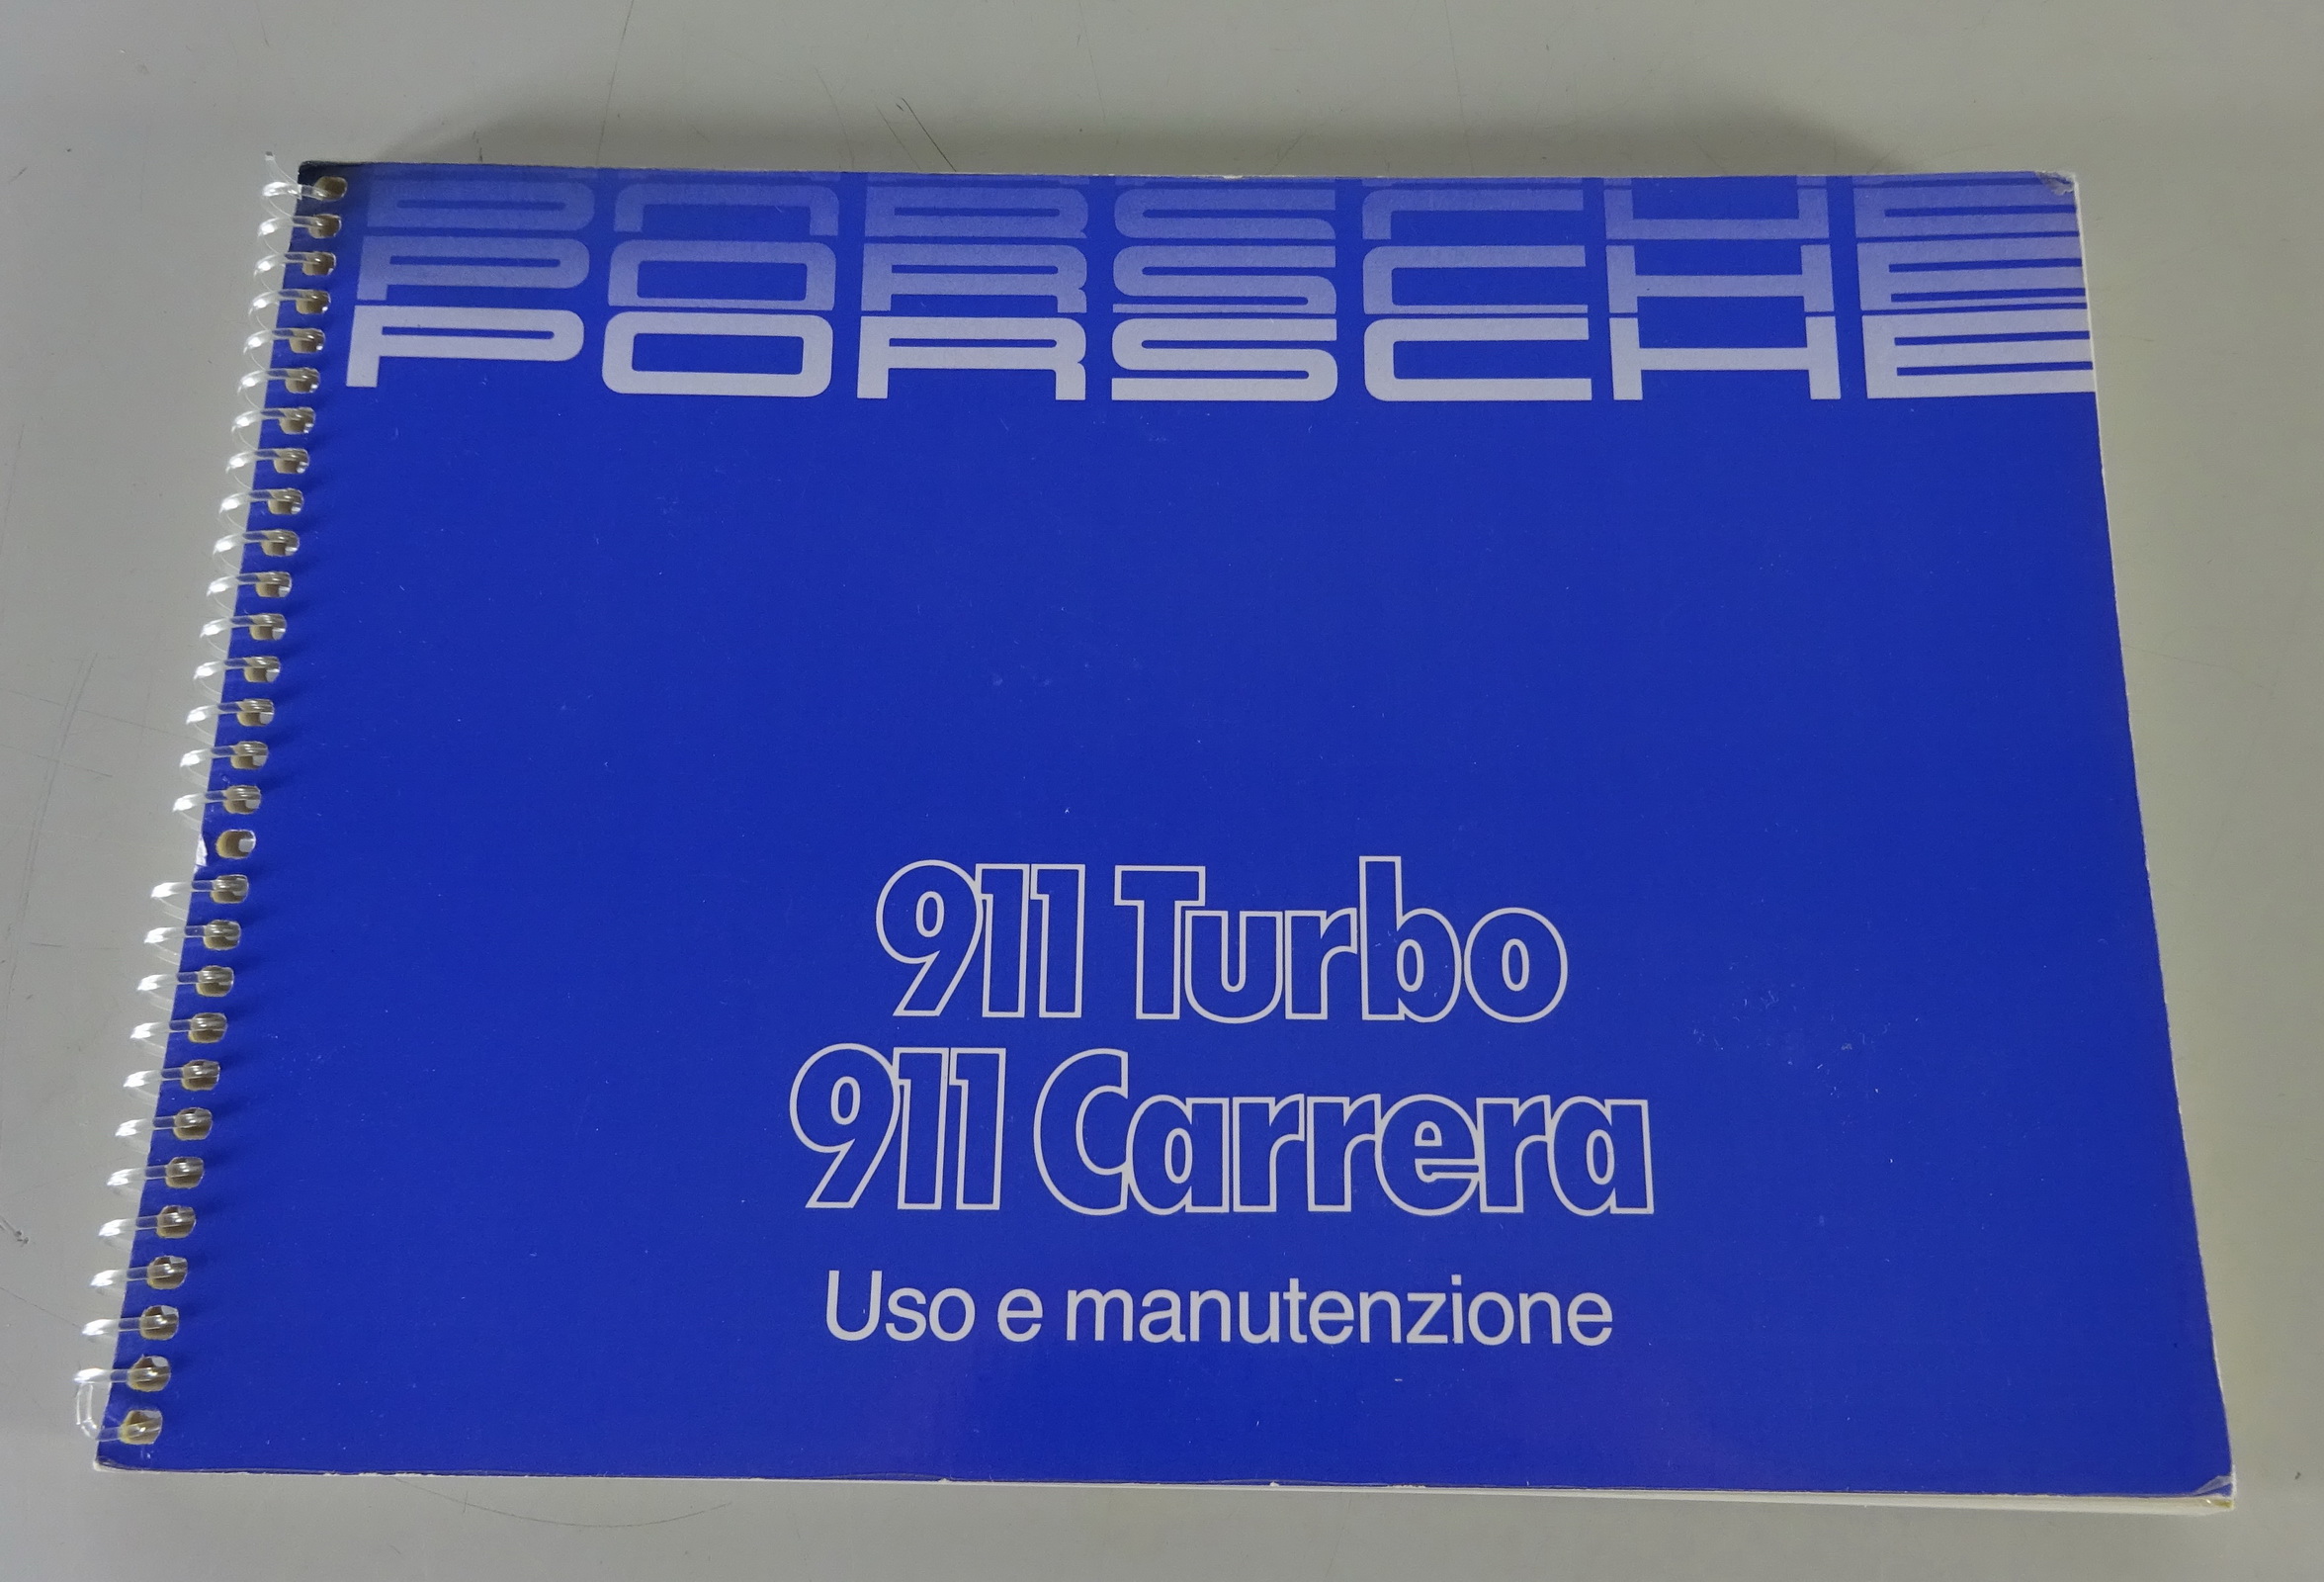 PORSCHE
PORSCHE
PORSCHE
911 Turbo
911 Carrera
Uso e manutenzione